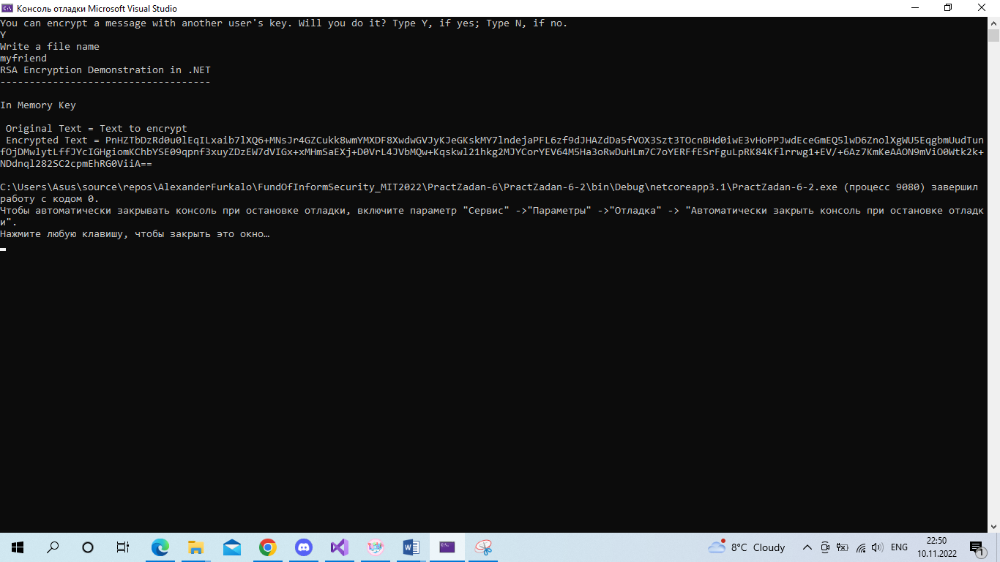 Консоль отладки Microsoft Visual Studio
You can encrypt a message with another user's key. Will you do it? Type Y, if yes; Type N, if no.
Y
Write a file name
myfriend
RSA Encryption Demonstration in .NET
------------------------------------
In Memory Key
Original Text = Text to encrypt
Encrypted Text = PnHZTbDzRd0u0lEqILxaib7lXQ6+MNsJr4GZCukk8wmYMXDF8XwdwGVJyKJeGKskMY7lndejaPFL6zf9dJHAZdDa5fVOX3Szt3TOcnBHd0iwE3vHoPPJwdEceGmEQ5lwD6ZnolXgWU5EqgbmUudTun
fOjDMwlytLffJYcIGHgiomKChbYSE09qpnf3xuyZDzEW7dVIGx+xMHmSaEXj+D0VrL4JVbMQw+Kqskwl21hkg2MJYCorYEV64M5Ha3oRwDuHLm7C7oYERFfESrFguLpRK84Kflrrwg1+EV/+6Az7KmKeAAON9mViO0Wtk2k+
NDdnql282SC2cpmEhRG0ViiA==
C:\Users\Asus\source\repos\AlexanderFurkalo\FundOfInformSecurity_MIT2022\PractZadan-6\PractZadan-6-2\bin\Debug\netcoreapp3.1\PractZadan-6-2.exe (процесс 9080) завершил
работу с кодом 0.
Чтобы автоматически закрывать консоль при остановке отладки, включите параметр "Сервис" ->"Параметры" ->"Отладка" -> "Автоматически закрыть консоль при остановке отладк
и".
Нажмите любую клавишу, чтобы закрыть это окно…
8°C Cloudy
ENG
22:50
10.11.2022
1